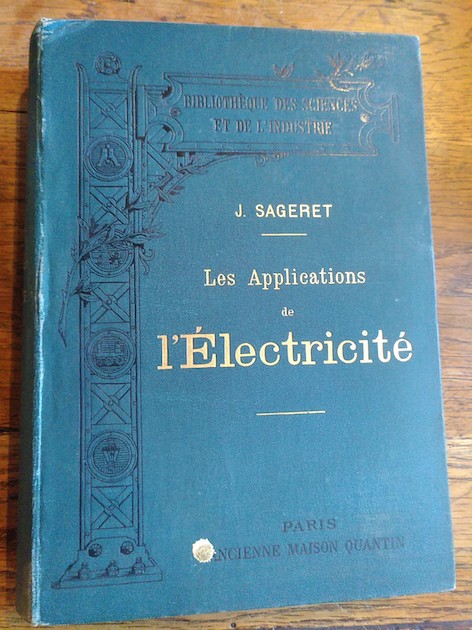 BIBLIOTHÈQUE DES SCIENCES
ET DE L'INDUSTRIE
J. SAGERET
Les Applications
de
l'Électricité
PARIS
ANCIENNE MAISON QUANTIN